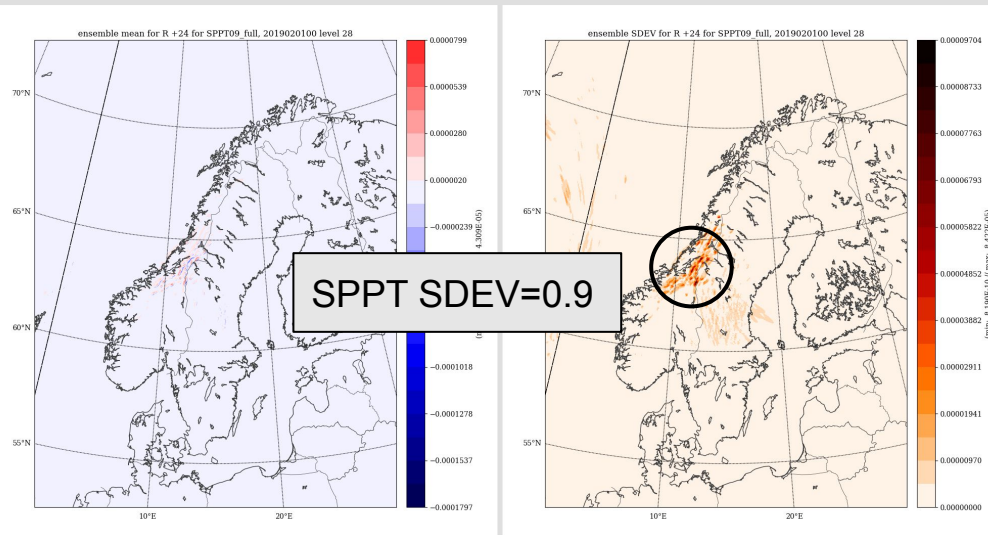 ensemble mean for R +24 for SPPT09_full, 2019020100 level 28
0.0000799
0.0000539
0.0000280
0.0000020
−0.0000239
−0.0001018
−0.0001278
−0.0001537
−0.0001797
4.309E-05)
70°N
65°N
60°N
55°N
10°E
20°E
SPPT SDEV=0.9
ensemble SDEV for R +24 for SPPT09_full, 2019020100 level 28
0.00009704
0.00008733
0.00007763
0.00006793
0.00005822
0.00004852
0.00003882
0.00002911
0.00001941
0.00000970
0.00000000
70°N
65°N
60°N
55°N
10°E
20°E